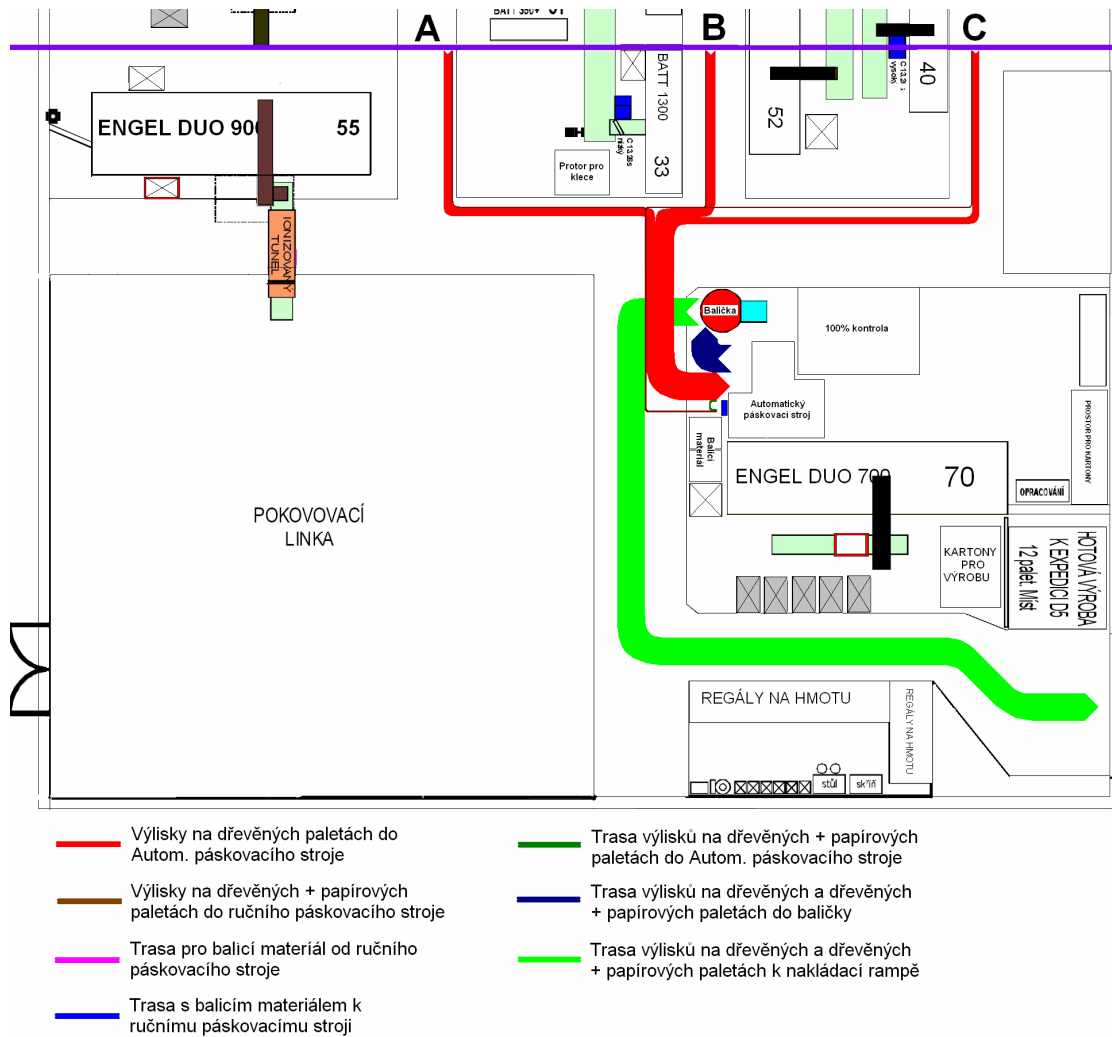 A
B
C
BATT 1300
33
52
40
ENGEL DUO 900
55
Protor pro
klece
IONIZOVANÝ
TUNEL
Balička
100% kontrola
Automatický
páskovací stroj
Balicí
materiál
PROSTOR PRO KARTONY
ENGEL DUO 700
70
OPRACOVÁNÍ
POKOVOVACÍ
LINKA
KARTONY
PRO
VÝROBU
HOTOVÁ VÝROBA
K EXPEDICI D5
12 palet. Míst
REGÁLY NA HMOTU
REGÁLY NA HMOTU
stůl
skříň
Výlisky na dřevěných paletách do
Autom. páskovacího stroje
Výlisky na dřevěných + papírových
paletách do ručního páskovacího stroje
Trasa pro balicí materiál od ručního
páskovacího stroje
Trasa s balicím materiálem k
ručnímu páskovacímu stroji
Trasa výlisků na dřevěných + papírových
paletách do Autom. páskovacího stroje
Trasa výlisků na dřevěných a dřevěných
+ papírových paletách do baličky
Trasa výlisků na dřevěných a dřevěných
+ papírových paletách k nakládací rampě